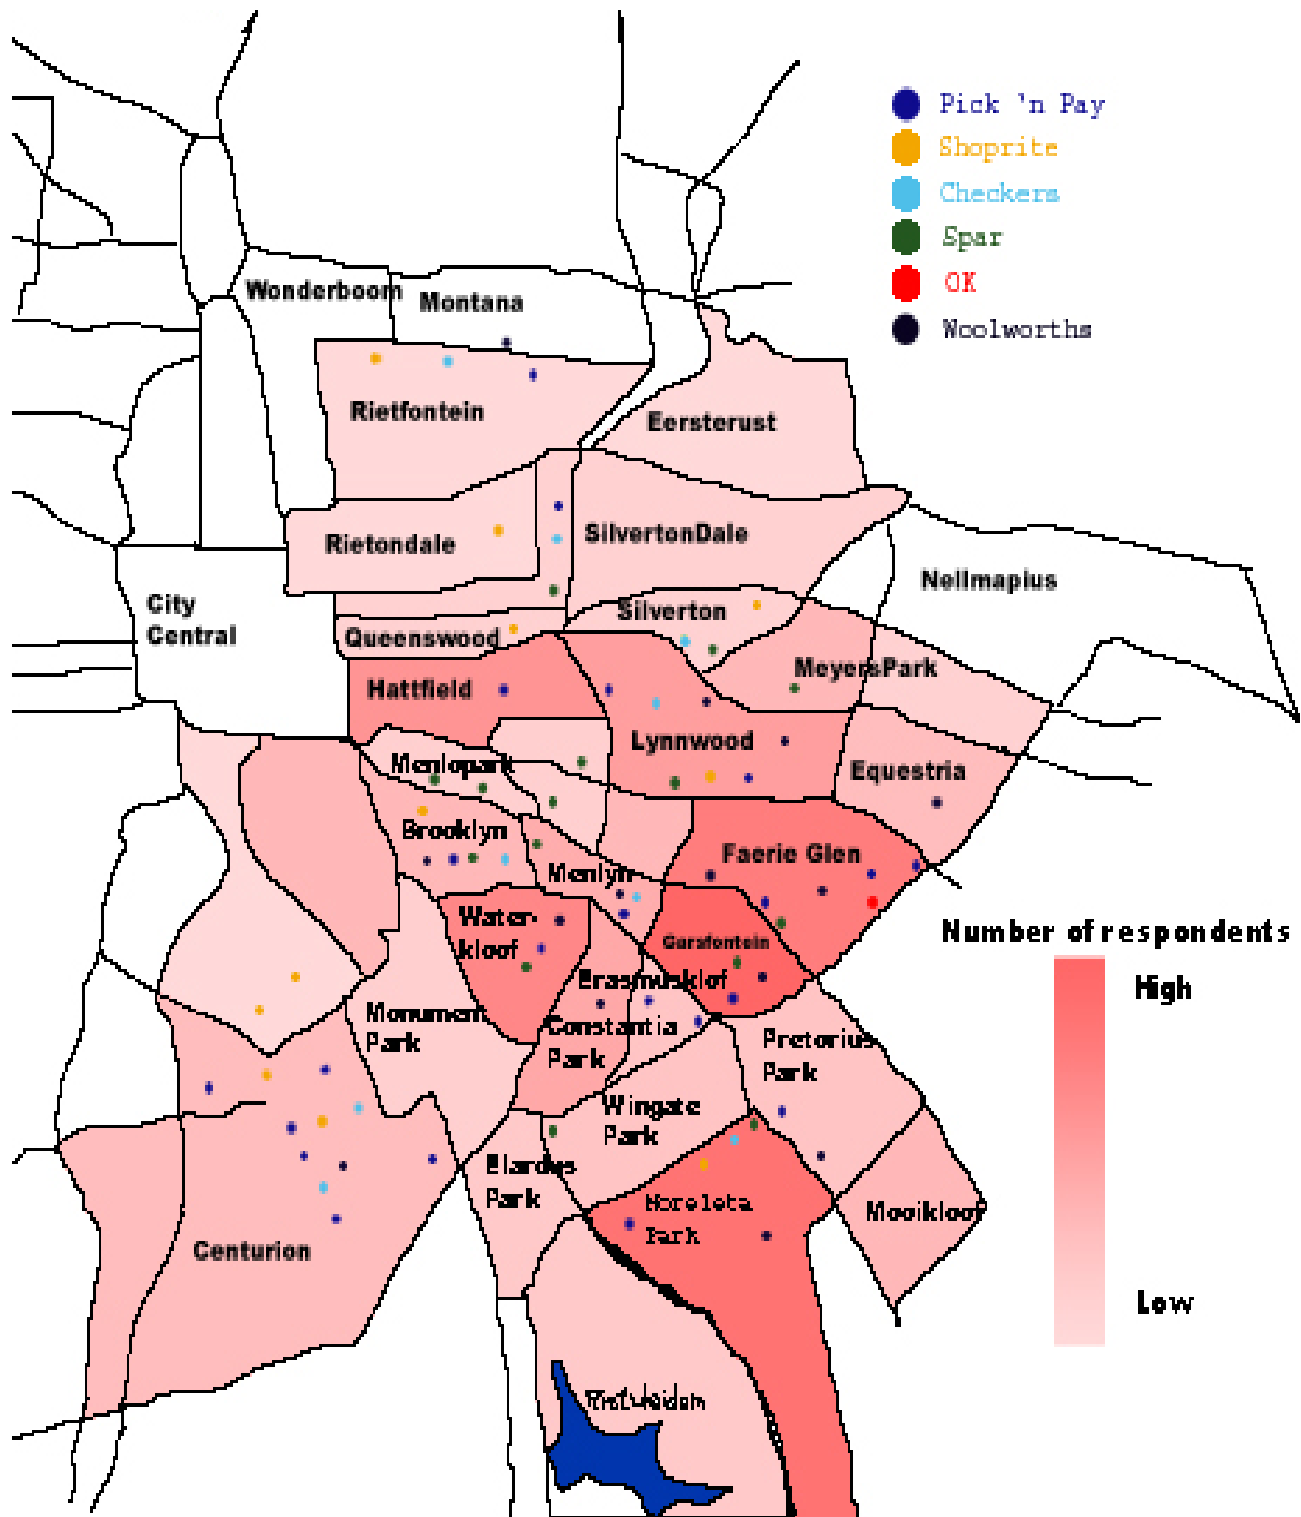 Pick 'n Pay
Shoprite
Checkers
Spar
OK
Woolworths
Wonderboom
Montana
Rietfontein
Eersterust
Rietondale
SilvertonDale
Nellmapius
City
Central
Silverton
Queenswood
MeyersPark
Hattfield
Lynnwood
Menlopark
Equestria
Brooklyn
Faerie Glen
Menlyn
Water-
kloof
Garsfontein
Number of respondents
High
Erasmusklof
Monument
Park
Constantia
Park
Pretorius
Park
Wingate
Park
Elardus
Park
Moreleta
Park
Mooikloof
Centurion
Low